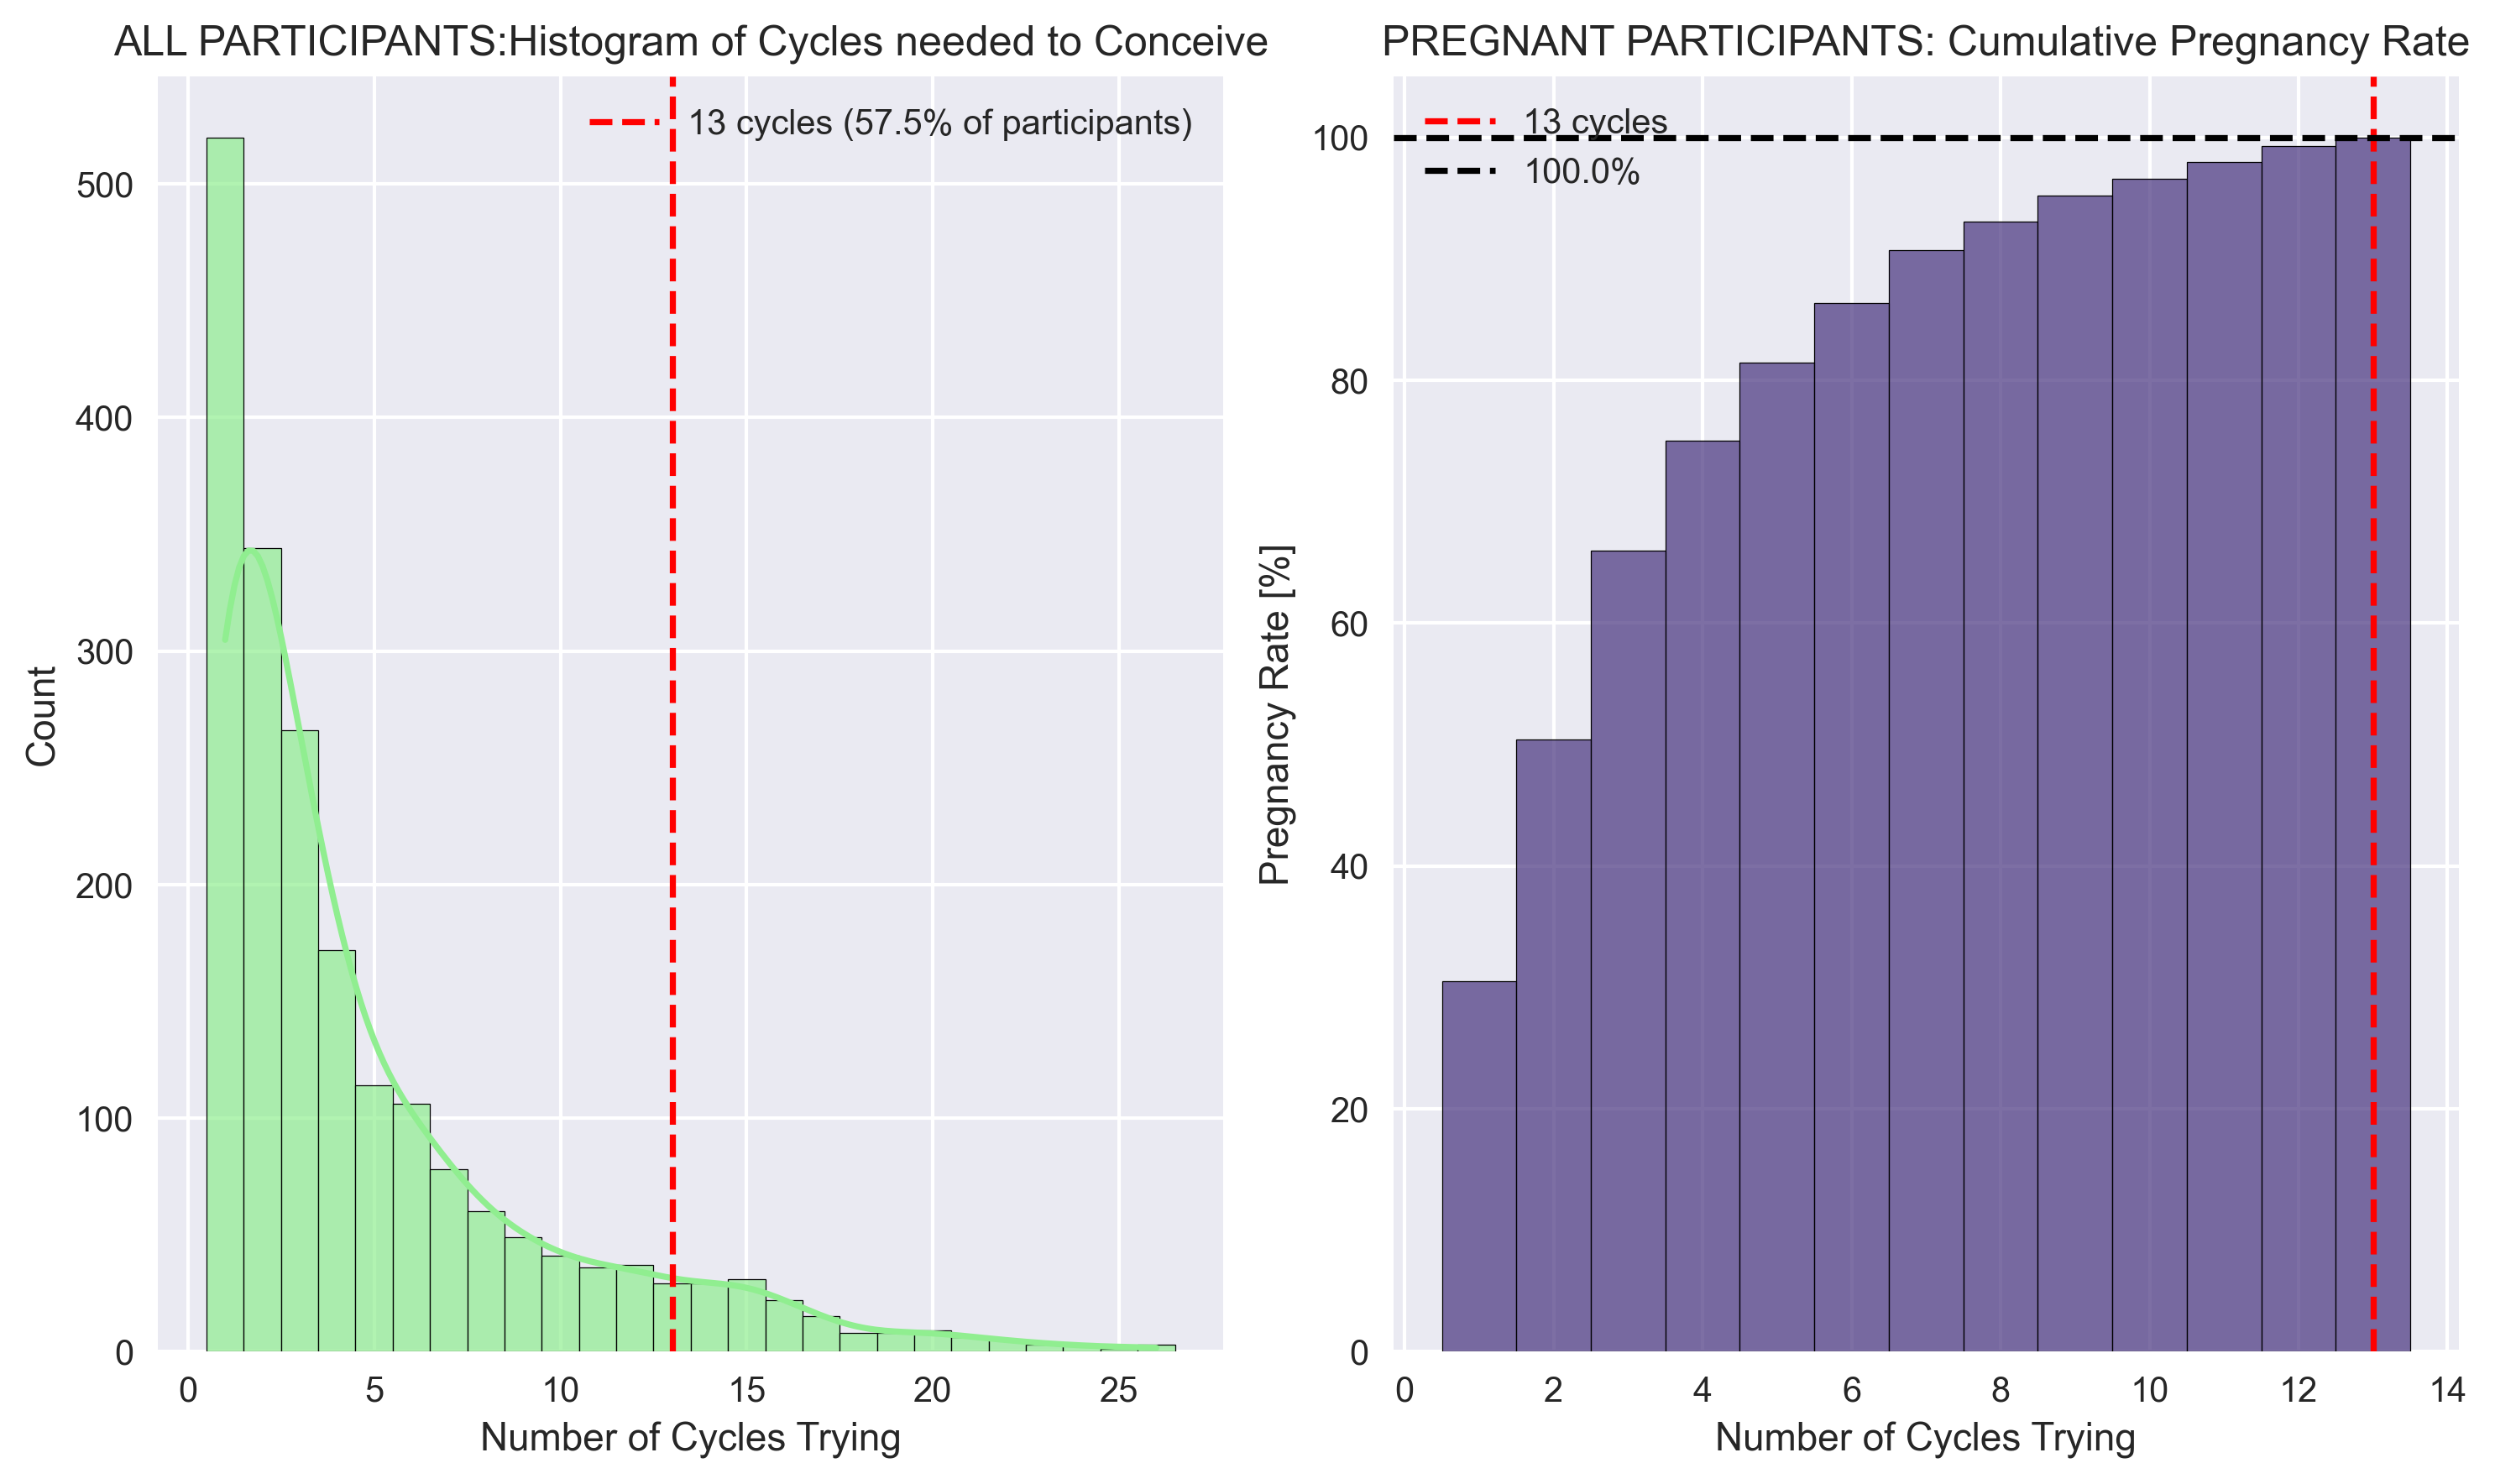 ALL PARTICIPANTS:Histogram of Cycles needed to Conceive
13 cycles (57.5% of participants)
500
400
300
200
100
0
Count
0 5 10 15 20 25
Number of Cycles Trying
PREGNANT PARTICIPANTS: Cumulative Pregnancy Rate
13 cycles
100.0%
100
80
60
40
20
0
Pregnancy Rate [%]
0 2 4 6 8 10 12 14
Number of Cycles Trying